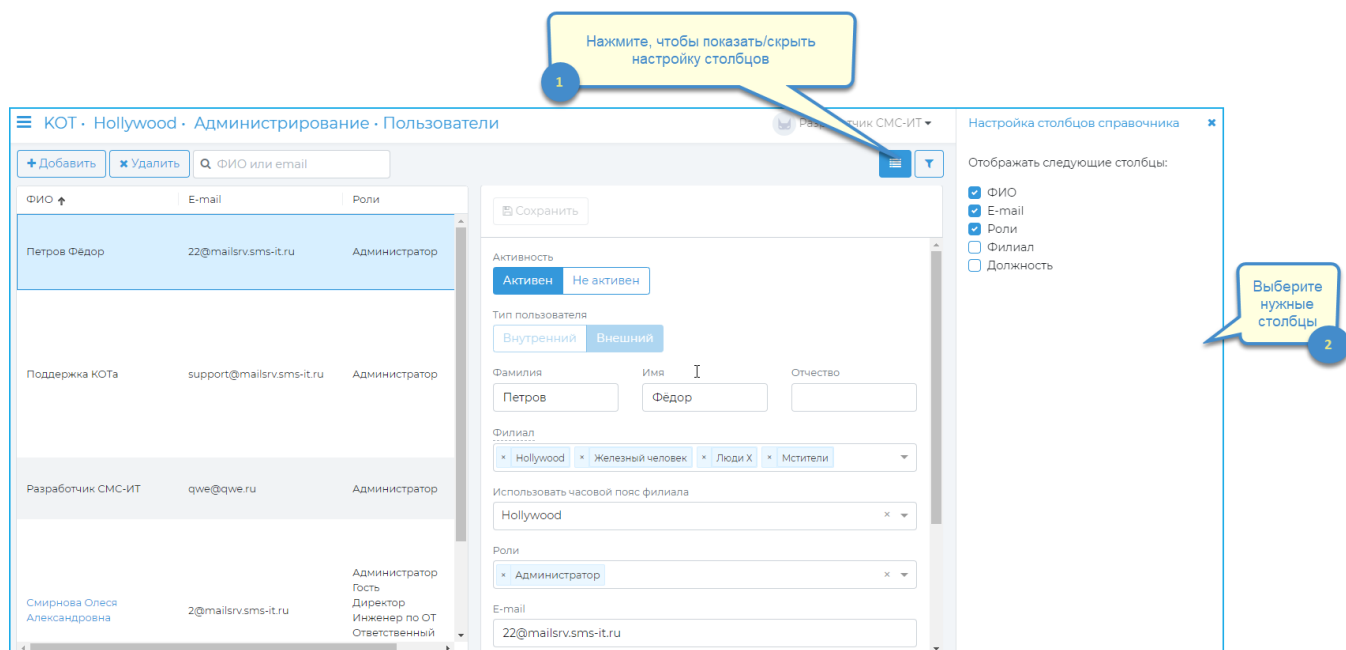 Нажмите, чтобы показать/скрыть
настройку столбцов
1
КОТ · Hollywood · Администрирование · Пользователи
СМС-ИТ
Настройка столбцов справочника
Добавить
Удалить
ФИО или email
Отображать следующие столбцы:
ФИО
E-mail
Роли
Филиал
Должность
Выберите
нужные
столбцы
2
ФИО
E-mail
Роли
Петров Фёдор
22@mailsrv.sms-it.ru
Администратор
Поддержка КОТа
support@mailsrv.sms-it.ru
Администратор
Разработчик СМС-ИТ
qwe@qwe.ru
Администратор
Смирнова Олеся
Александровна
2@mailsrv.sms-it.ru
Администратор
Гость
Директор
Инженер по ОТ
Ответственный
Сохранить
Активность
Активен
Не активен
Тип пользователя
Внутренний
Внешний
Фамилия
Имя
Отчество
Петров
Фёдор
Филиал
× Hollywood × Железный человек × Люди Х × Мстители
Использовать часовой пояс филиала
Hollywood ×
Роли
× Администратор ×
E-mail
22@mailsrv.sms-it.ru